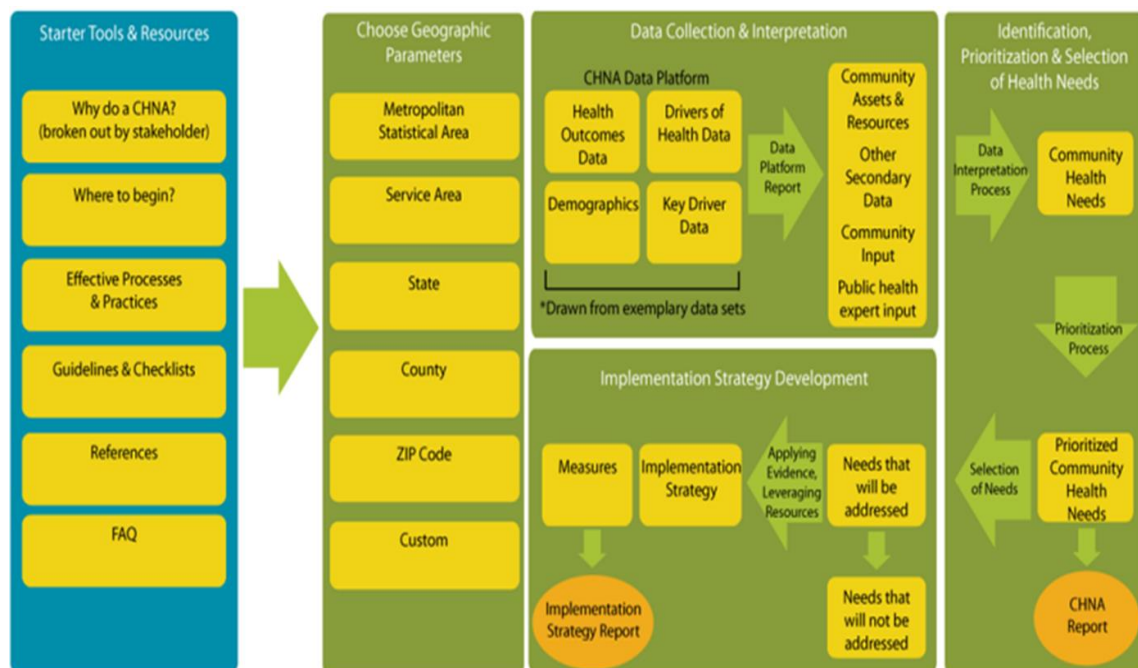 Starter Tools & Resources
Why do a CHNA?
(broken out by stakeholder)
Where to begin?
Effective Processes
& Practices
Guidelines & Checklists
References
FAQ
Choose Geographic
Parameters
Metropolitan
Statistical Area
Service Area
State
County
ZIP Code
Custom
Data Collection & Interpretation
CHNA Data Platform
Health
Outcomes
Data
Drivers of
Health Data
Demographics
Key Driver
Data
*Drawn from exemplary data sets
Data
Platform
Report
Community
Assets &
Resources
Other
Secondary
Data
Community
Input
Public health
expert input
Identification,
Prioritization & Selection
of Health Needs
Data
Interpretation
Process
Community
Health
Needs
Prioritization
Process
Prioritized
Community
Health
Needs
Selection
of Needs
CHNA
Report
Implementation Strategy Development
Needs that
will be
addressed
Needs that
will not be
addressed
Applying
Evidence,
Leveraging
Resources
Implementation
Strategy
Measures
Implementation
Strategy Report